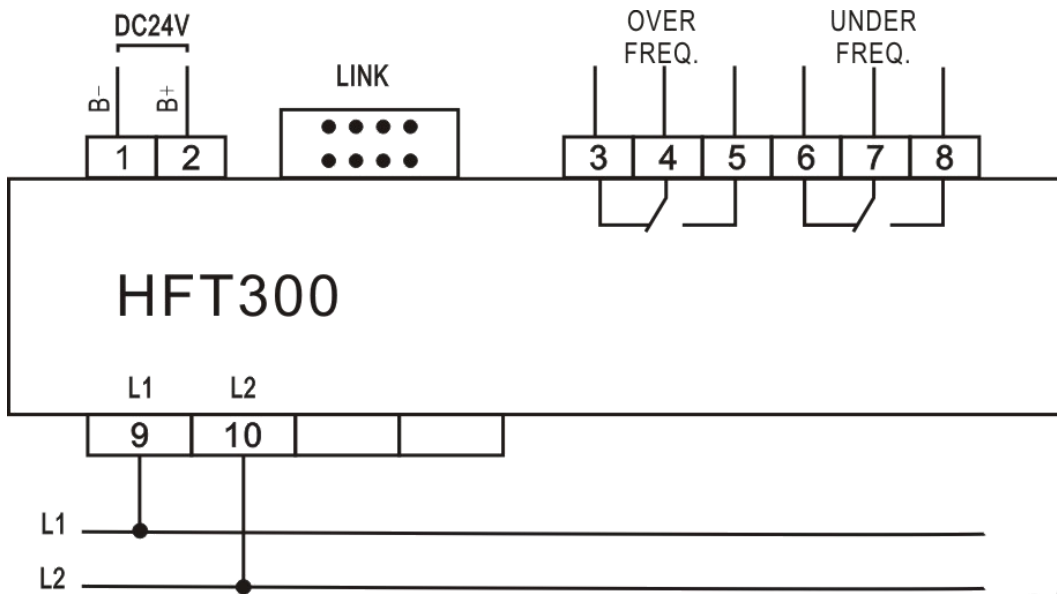 DC24V
OVER
FREQ.
UNDER
FREQ.
B-
B+
LINK
1 2
3 4 5 6 7 8
HFT300
L1 L2
9 10
L1
L2